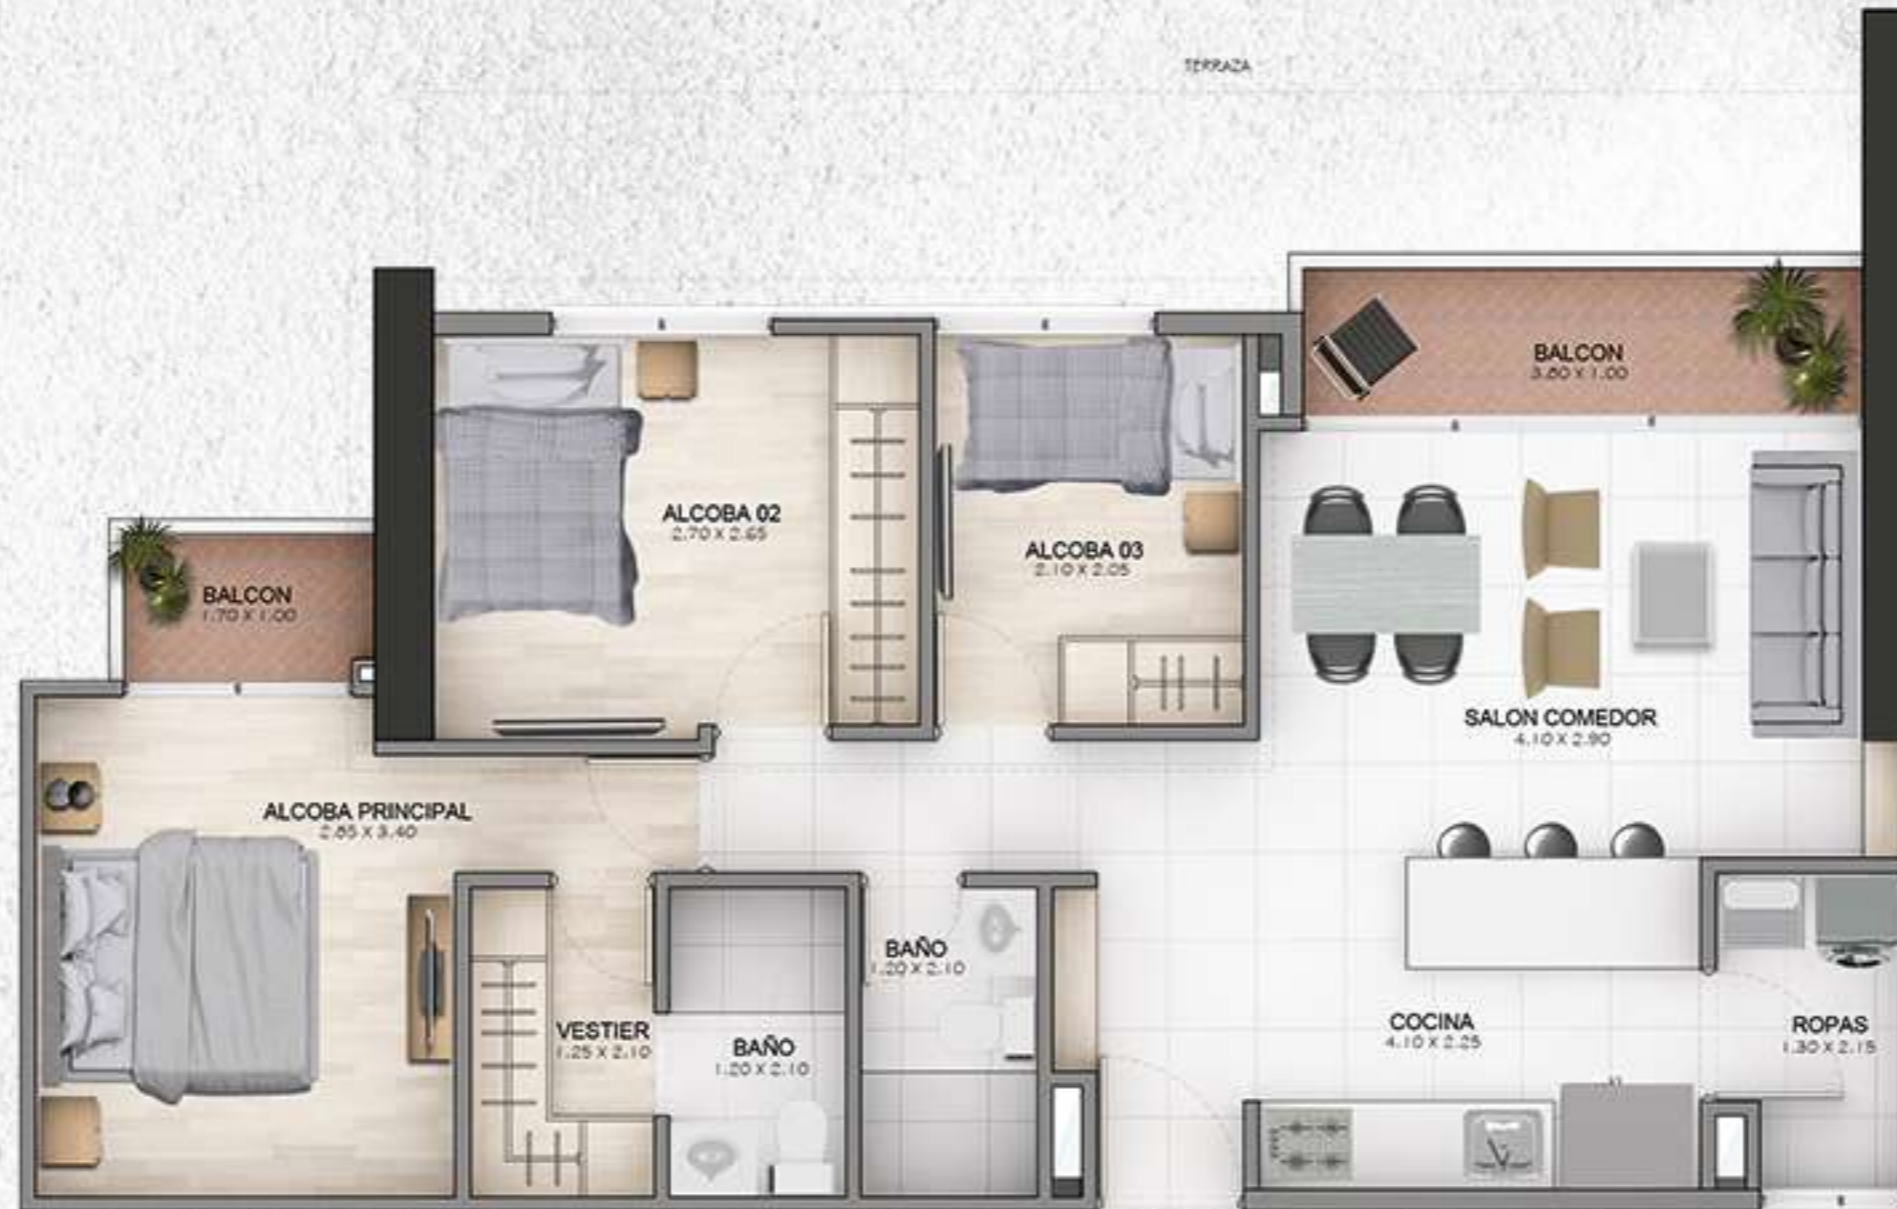 TERRAZA
BALCON
3.60 X 1.00
ALCOBA 02
2.70 X 2.65
ALCOBA 03
2.10 X 2.05
BALCON
1.70 X 1.00
SALON COMEDOR
4.10 X 2.90
ALCOBA PRINCIPAL
2.85 X 3.40
BAÑO
1.20 X 2.10
VESTIER
1.25 X 2.10
BAÑO
1.20 X 2.10
COCINA
4.10 X 2.25
ROPAS
1.30 X 2.15